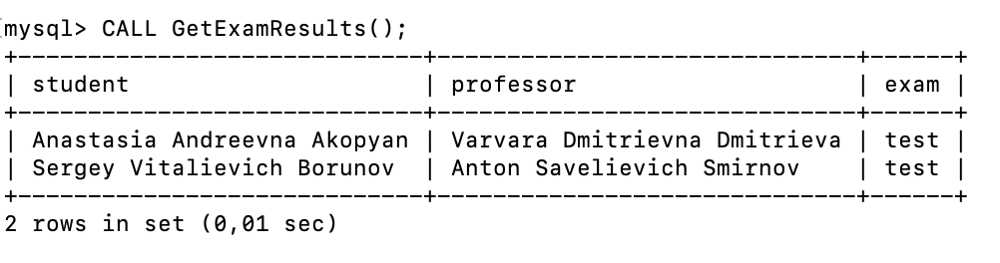 mysql> CALL GetExamResults();
+-----------------------------+------------------------------+------+
| student                     | professor                    | exam |
+-----------------------------+------------------------------+------+
| Anastasia Andreevna Akopyan | Varvara Dmitrievna Dmitrieva | test |
| Sergey Vitalievich Borunov  | Anton Savelievich Smirnov    | test |
+-----------------------------+------------------------------+------+
2 rows in set (0,01 sec)